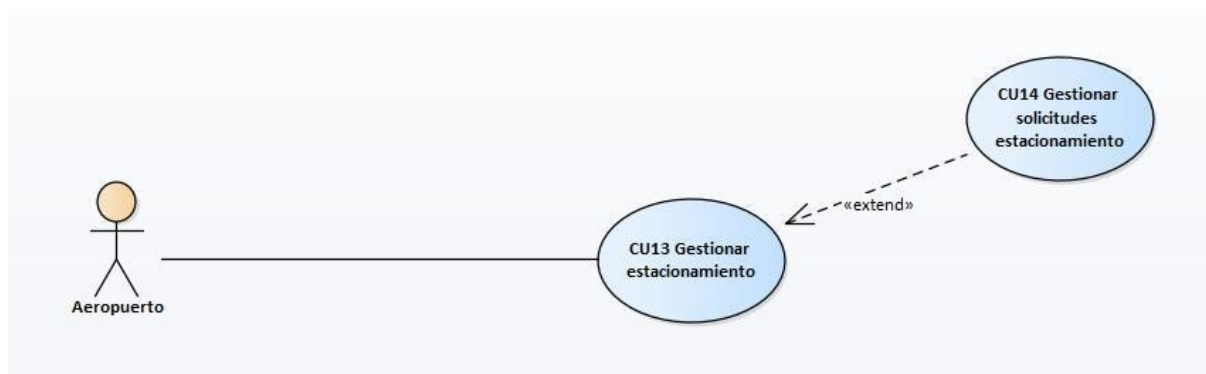 CU14 Gestionar
solicitudes
estacionamiento
«extend»
CU13 Gestionar
estacionamiento
Aeropuerto